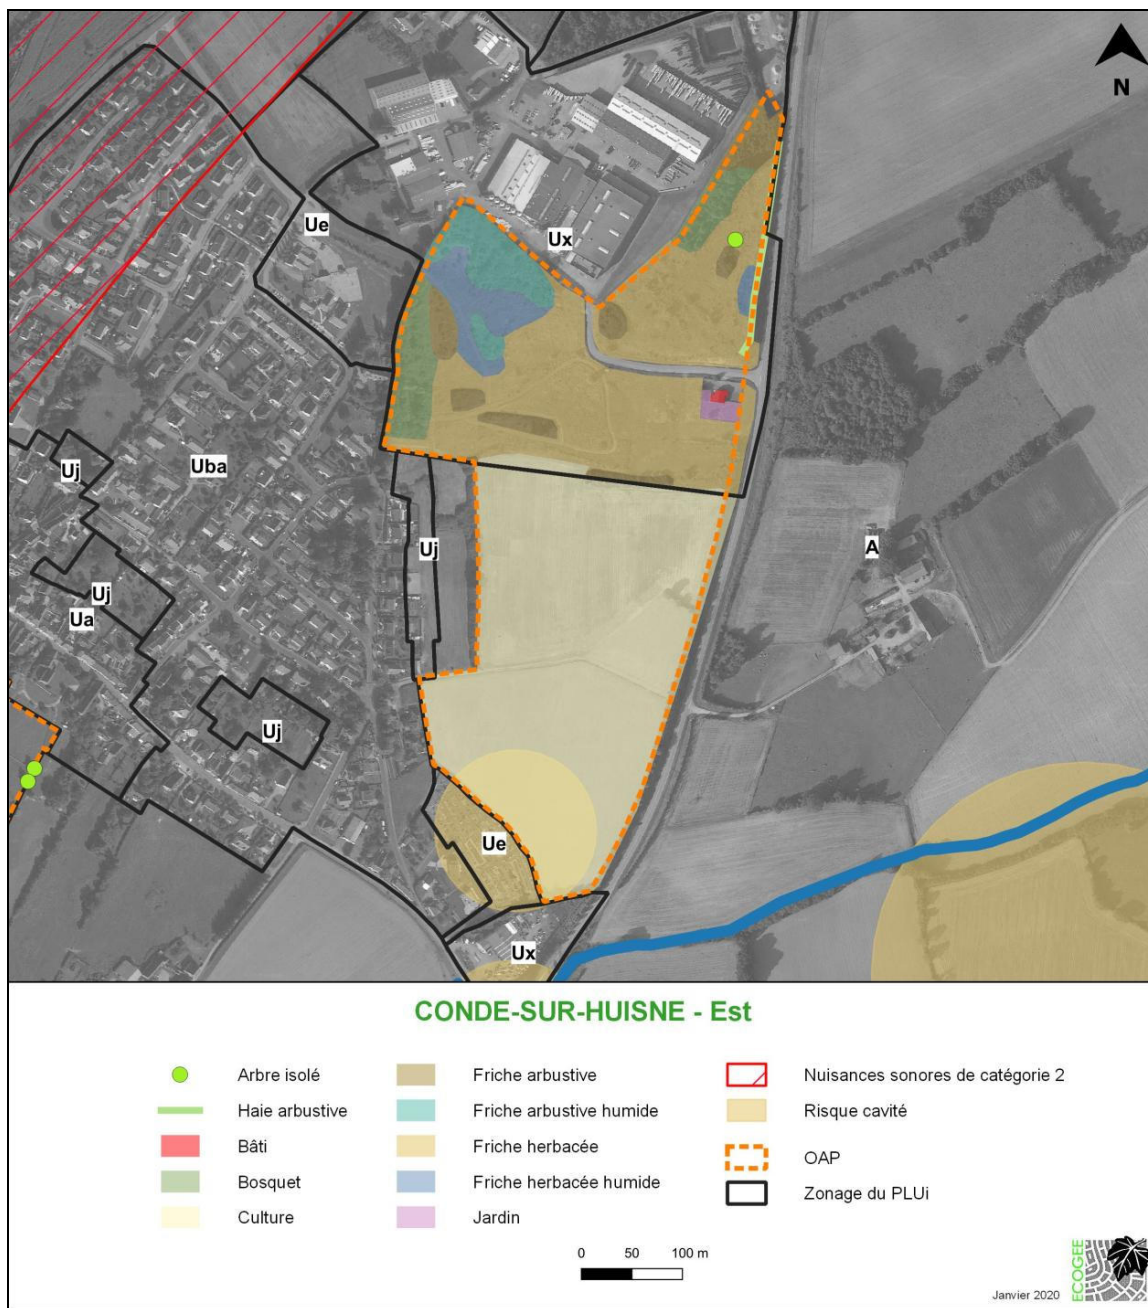 N
Ue
Ux
Uj
Uba
Uj
A
Uj
Ua
Uj
Ue
Ux
CONDE-SUR-HUISNE - Est
Arbre isolé
Haie arbustive
Bâti
Bosquet
Culture
Friche arbustive
Friche arbustive humide
Friche herbacée
Friche herbacée humide
Jardin
Nuisances sonores de catégorie 2
Risque cavité
OAP
Zonage du PLUi
0 50 100 m
Janvier 2020
ECOGEE